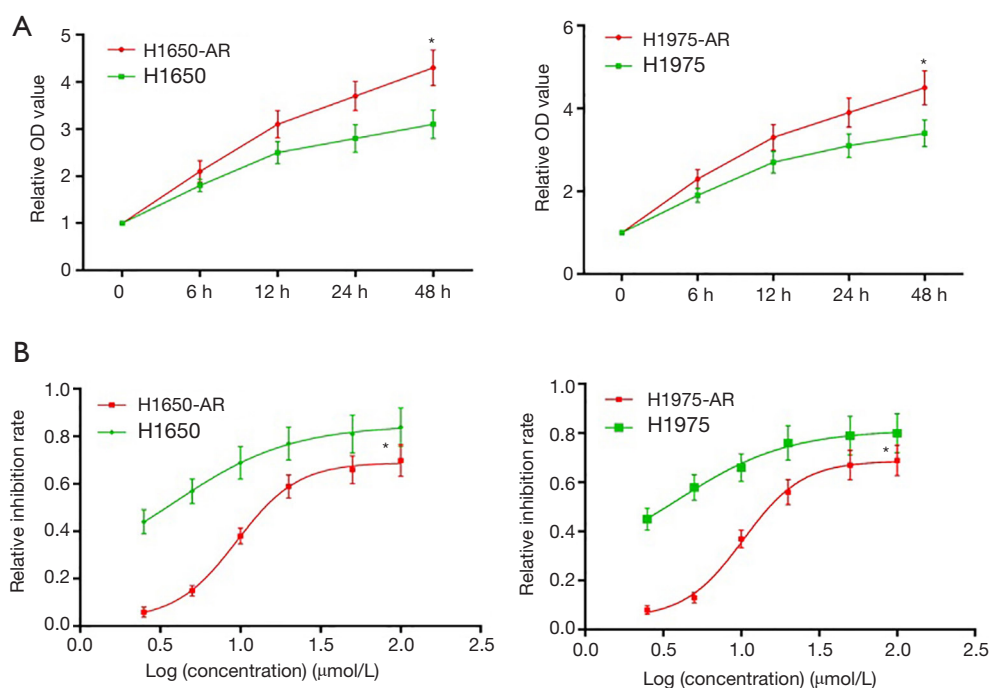 A
Relative OD value
5
4
3
2
1
0
H1650-AR
H1650
*
0 6 h 12 h 24 h 48 h
Relative OD value
6
4
2
0
H1975-AR
H1975
*
0 6 h 12 h 24 h 48 h
B
Relative inhibition rate
1.0
0.8
0.6
0.4
0.2
0.0
H1650-AR
H1650
*
0.0 0.5 1.0 1.5 2.0 2.5
Log (concentration) (μmol/L)
Relative inhibition rate
1.0
0.8
0.6
0.4
0.2
0.0
H1975-AR
H1975
*
0.0 0.5 1.0 1.5 2.0 2.5
Log (concentration) (μmol/L)